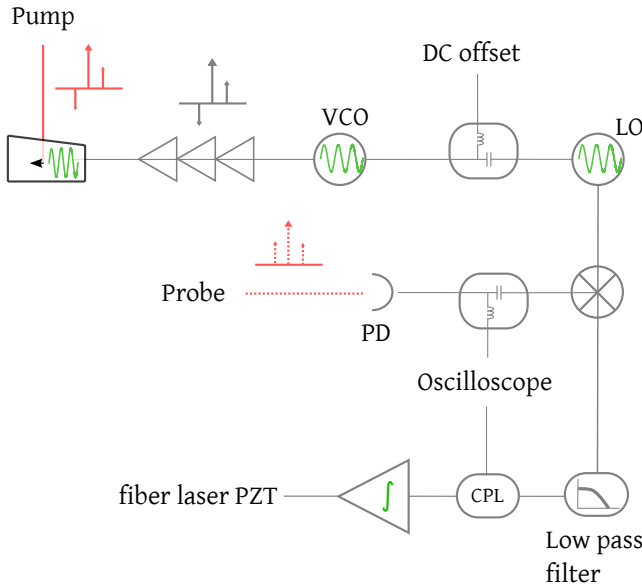 Pump
DC offset
VCO
LO
Probe
PD
Oscilloscope
fiber laser PZT
∫
CPL
Low pass
filter